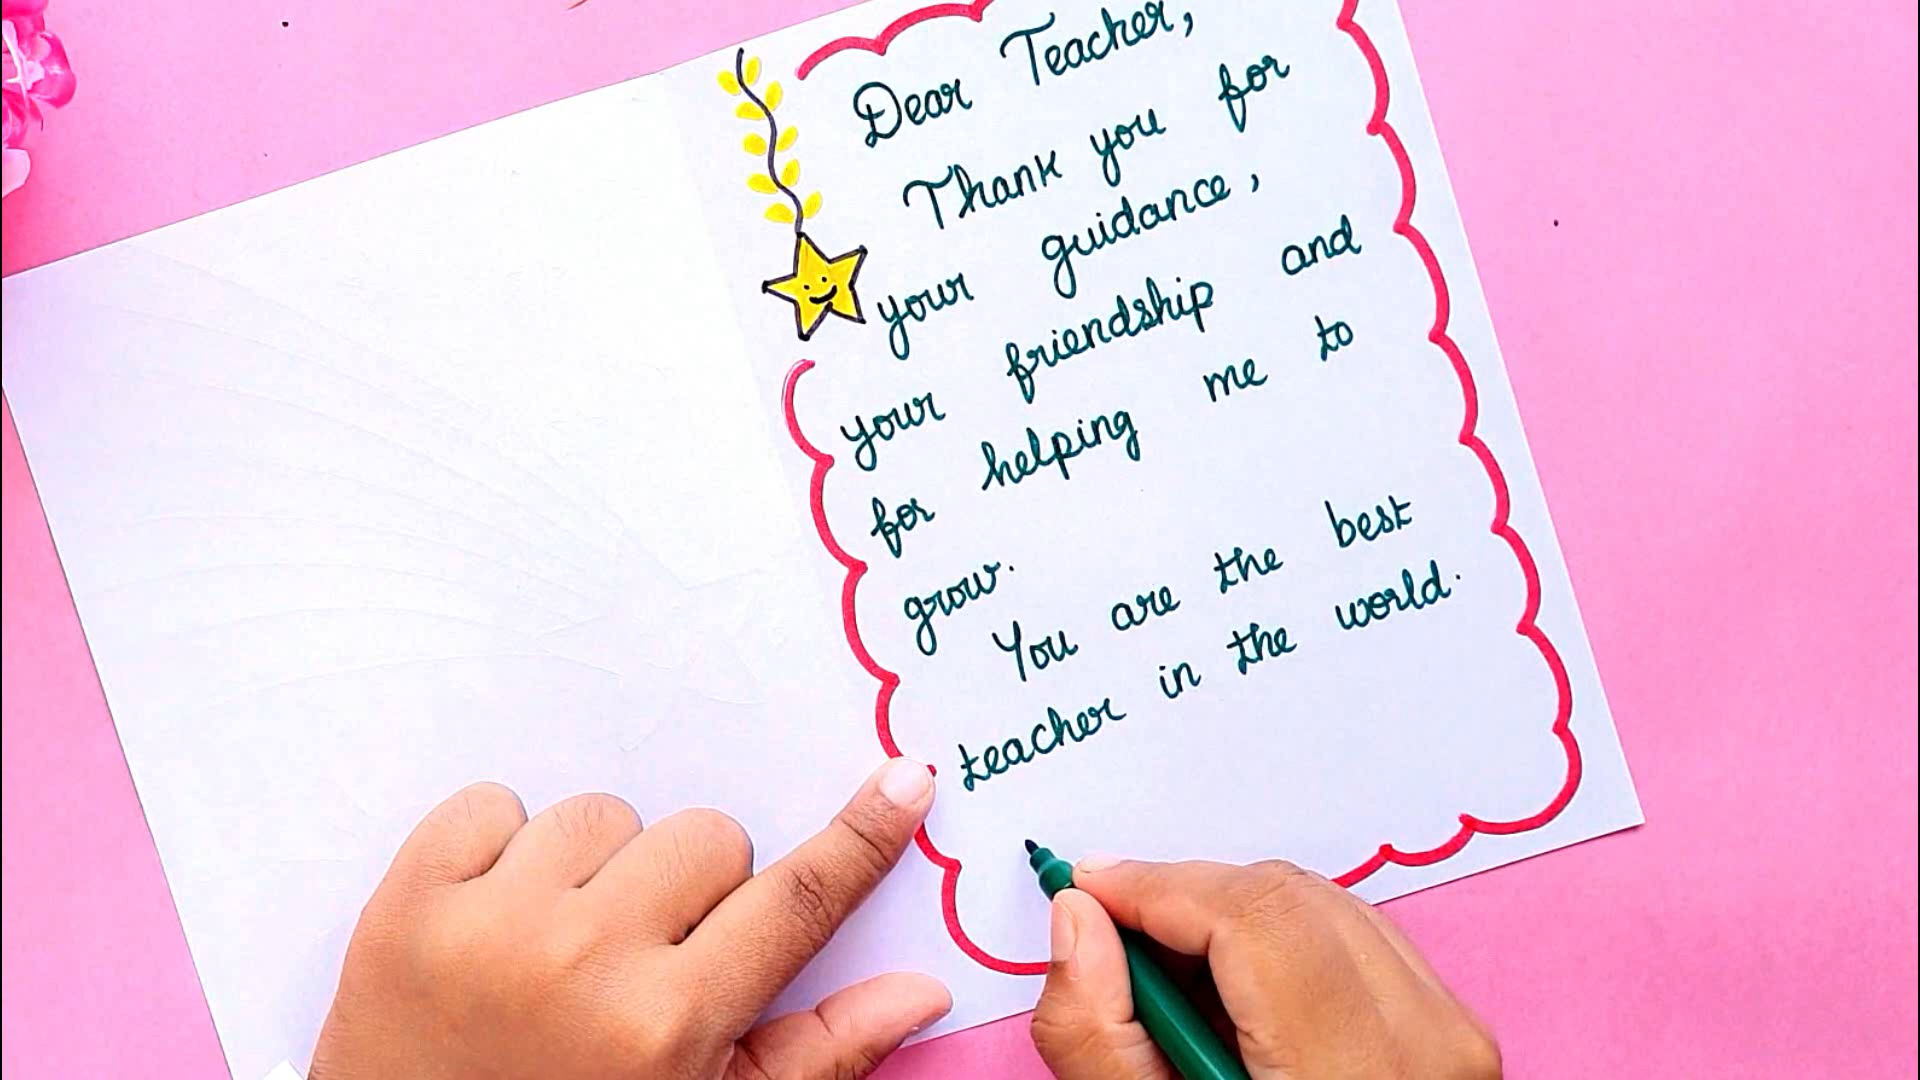 Dear Teacher,
Thank you for
your guidance,
your friendship and
for helping me to
grow.
You are the best
teacher in the world.